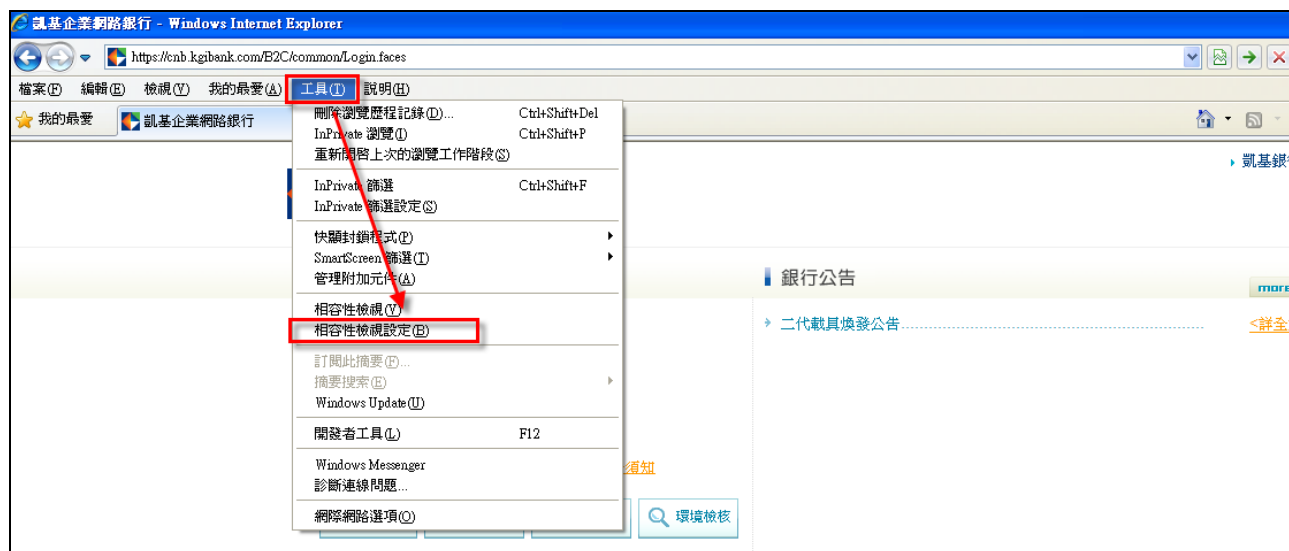 凱基企業網路銀行 - Windows Internet Explorer
https://cnb.kgibank.com/B2C/common/Login.faces
檔案(F) 編輯(E) 檢視(V) 我的最愛(A) 工具(T) 說明(H)
我的最愛 凱基企業網路銀行
刪除瀏覽歷程記錄(D)... Ctrl+Shift+Del
InPrivate 瀏覽(I) Ctrl+Shift+P
重新開啓上次的瀏覽工作階段(S)
凱基銀
InPrivate 篩選 Ctrl+Shift+F
InPrivate 篩選設定(S)
快顯封鎖程式(P)
SmartScreen 篩選(T)
管理附加元件(A)
銀行公告
more
相容性檢視(V)
相容性檢視設定(B)
二代載具煥發公告
<詳全
訂閱此摘要(F)...
摘要搜索(E)
Windows Update(U)
開發者工具(L) F12
Windows Messenger
須知
診斷連線問題...
網際網路選項(O)
環境檢核